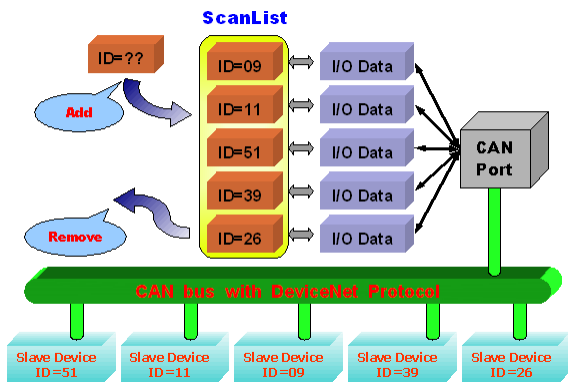 ScanList
ID=??
Add
Remove
ID=09
I/O Data
ID=11
I/O Data
ID=51
I/O Data
ID=39
I/O Data
ID=26
I/O Data
CAN
Port
CAN bus with DeviceNet Protocol
Slave Device
ID=51
Slave Device
ID=11
Slave Device
ID=09
Slave Device
ID=39
Slave Device
ID=26